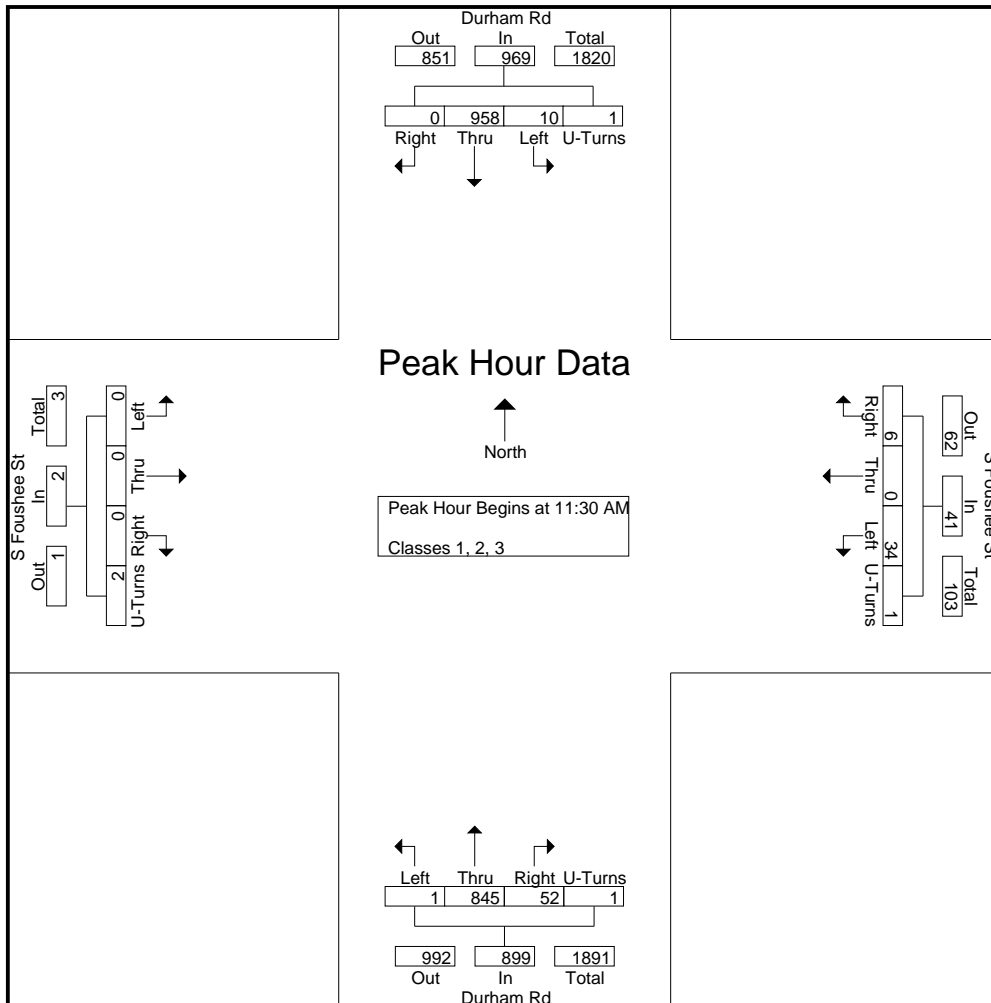 Durham Rd
Out In Total
851 969 1820
0 958 10 1
Right Thru Left U-Turns
Peak Hour Data
North
Peak Hour Begins at 11:30 AM
Classes 1, 2, 3
S Foushee St
Total In Out
3 2 1
0 0 0 2
Left Thru Right U-Turns
Right Thru Left U-Turns
6 0 34 1
62 41 103
Out In Total
S Foushee St
Left Thru Right U-Turns
1 845 52 1
992 899 1891
Out In Total
Durham Rd